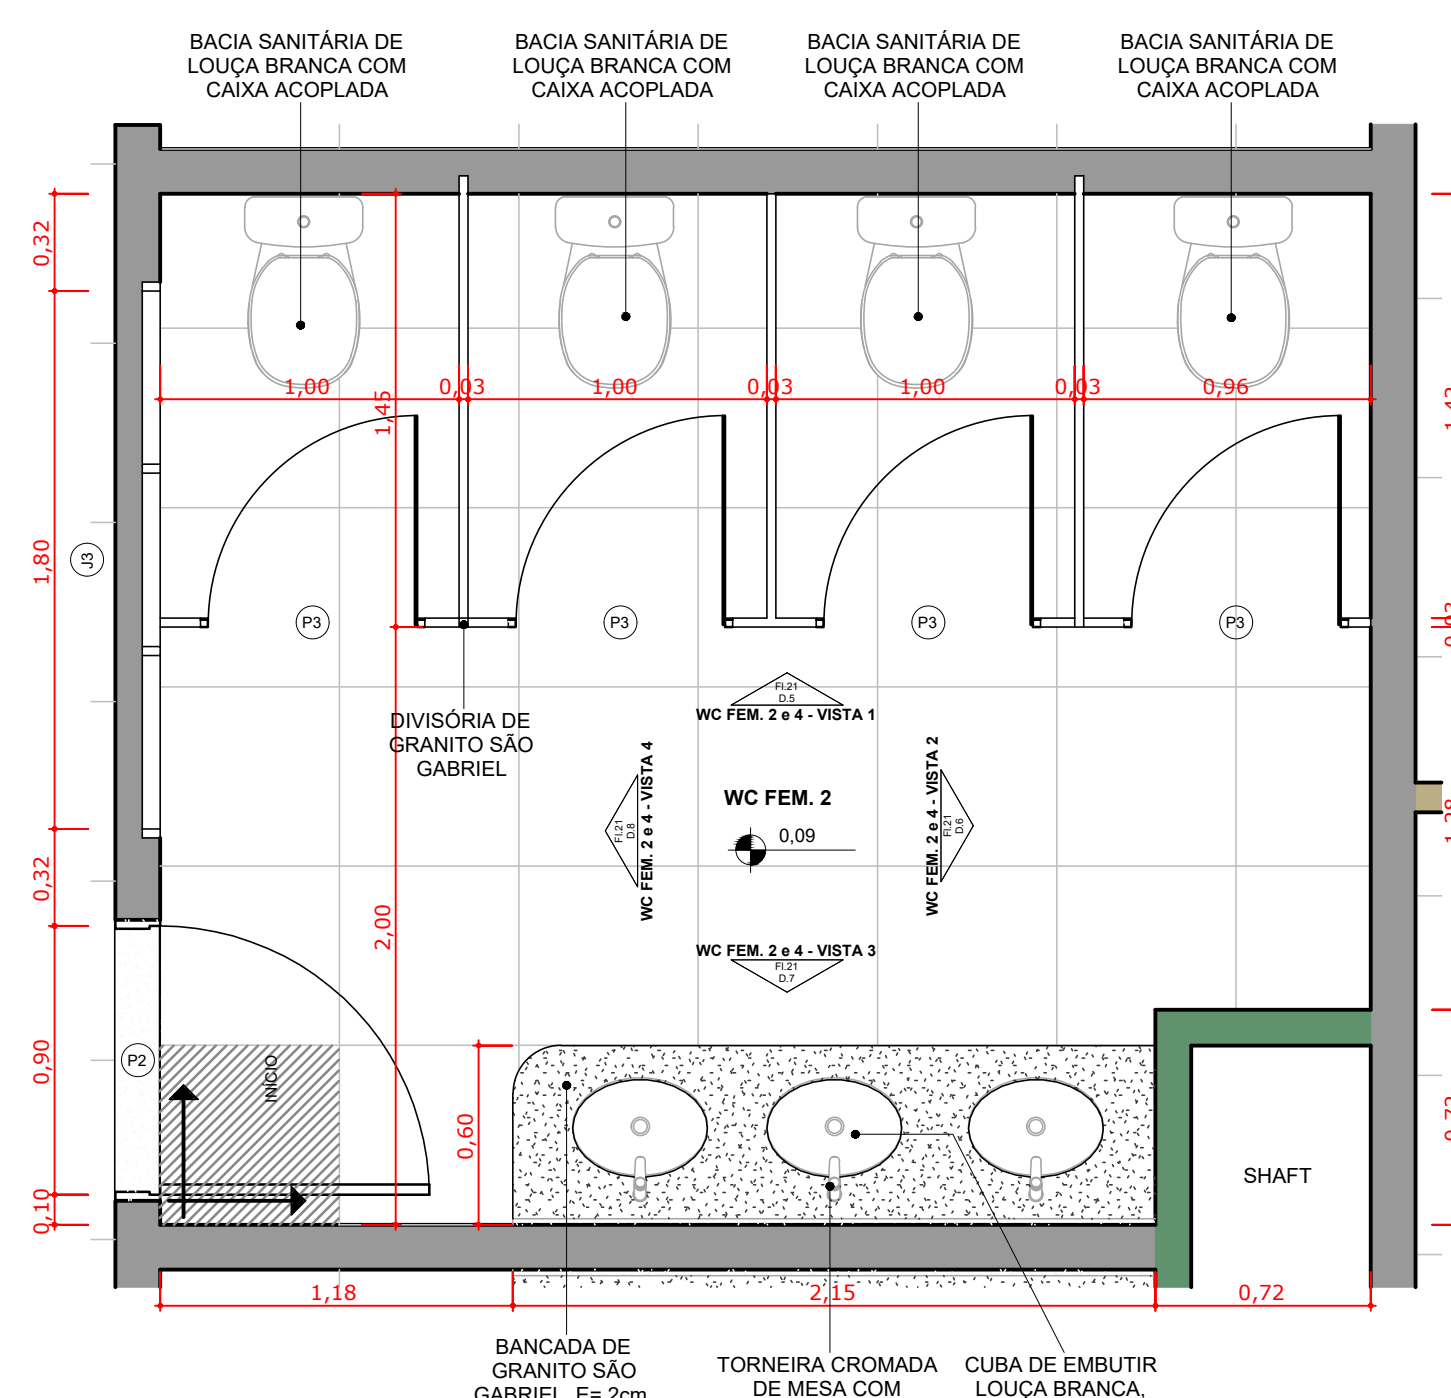 BACIA SANITÁRIA DE
LOUÇA BRANCA COM
CAIXA ACOPLADA
BACIA SANITÁRIA DE
LOUÇA BRANCA COM
CAIXA ACOPLADA
BACIA SANITÁRIA DE
LOUÇA BRANCA COM
CAIXA ACOPLADA
BACIA SANITÁRIA DE
LOUÇA BRANCA COM
CAIXA ACOPLADA
0,32
1,00
0,03
1,00
0,03
1,00
0,03
0,96
1,45
1,80
J3
P3
P3
P3
P3
DIVISÓRIA DE
GRANITO SÃO
GABRIEL
Fl.21
D.5
WC FEM. 2 e 4 - VISTA 1
Fl.21
D.8
WC FEM. 2 e 4 - VISTA 4
WC FEM. 2
0,09
WC FEM. 2 e 4 - VISTA 2
Fl.21
D.6
WC FEM. 2 e 4 - VISTA 3
Fl.21
D.7
0,32
2,00
0,90
P2
INÍCIO
0,60
0,10
SHAFT
1,18
2,15
0,72
BANCADA DE
GRANITO SÃO
GABRIEL, E= 2cm
TORNEIRA CROMADA
DE MESA COM
CUBA DE EMBUTIR
LOUÇA BRANCA,